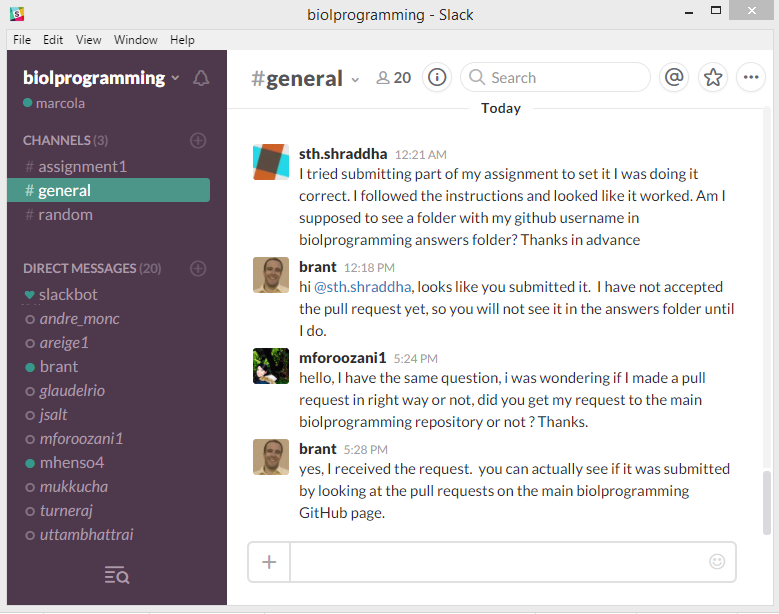 biolprogramming - Slack
File Edit View Window Help
biolprogramming
marcola
CHANNELS (3)
# assignment1
# general
# random
DIRECT MESSAGES (20)
slackbot
andre_monc
areige1
brant
glaudelrio
jsalt
mforoozani1
mhenso4
mukkucha
turneraj
uttambhattrai
#general
20
Search
Today
sth.shraddha 12:21 AM
I tried submitting part of my assignment to set it I was doing it
correct. I followed the instructions and looked like it worked. Am I
supposed to see a folder with my github username in
biolprogramming answers folder? Thanks in advance
brant 12:18 PM
hi @sth.shraddha, looks like you submitted it. I have not accepted
the pull request yet, so you will not see it in the answers folder until
I do.
mforoozani1 5:24 PM
hello, I have the same question, i was wondering if I made a pull
request in right way or not, did you get my request to the main
biolprogramming repository or not ? Thanks.
brant 5:28 PM
yes, I received the request. you can actually see if it was submitted
by looking at the pull requests on the main biolprogramming
GitHub page.